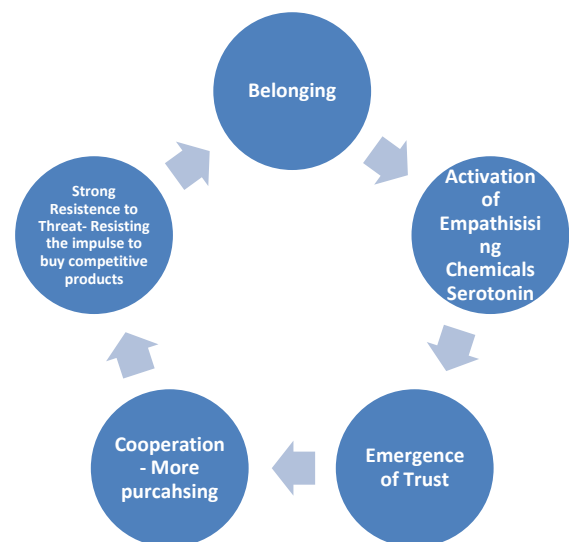 Belonging
Activation
of
Empathisisi
ng
Chemicals
Serotonin
Emergence
of Trust
Cooperation
- More
purcahsing
Strong
Resistence to
Threat- Resisting
the impulse to
buy competitive
products